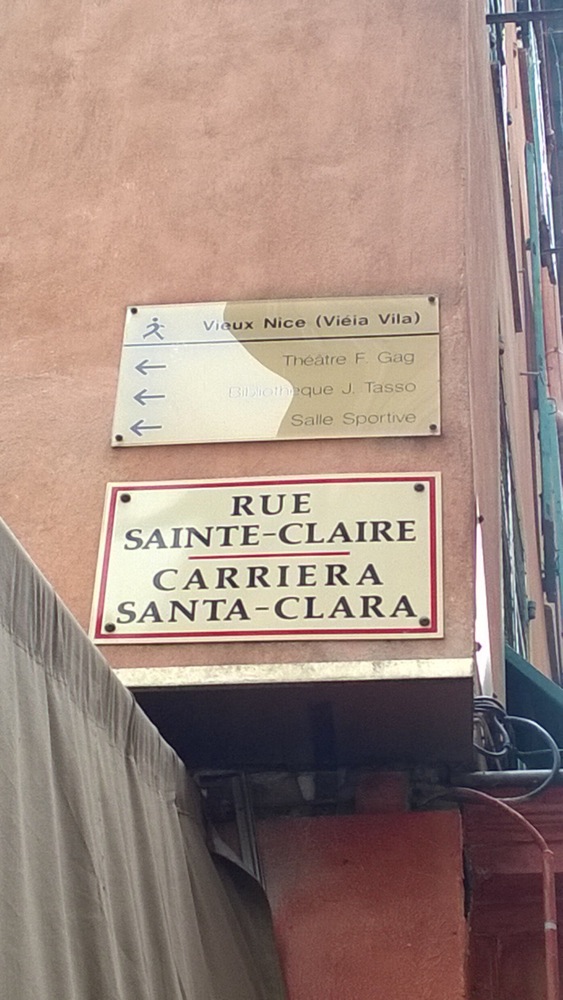 Vieux Nice (Viéia Vila)
Théâtre F. Gag
Bibliothèque J. Tasso
Salle Sportive
RUE
SAINTE-CLAIRE
CARRIERA
SANTA-CLARA